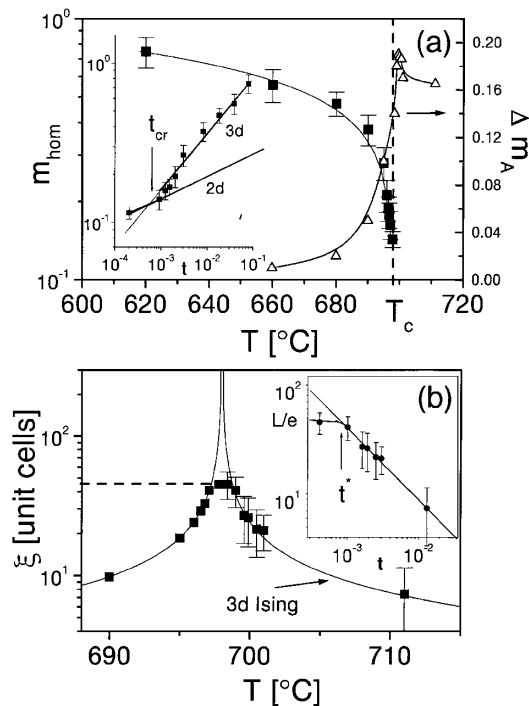 (a)
m_hom
10^0
10^-1
Δ m_A
0.20
0.16
0.12
0.08
0.04
0.00
10^0
10^-1
t_cr
3d
2d
10^-4 10^-3 10^-2 10^-1
t
600 620 640 660 680 T_c 720
T [°C]
(b)
ξ [unit cells]
10^2
10^1
3d Ising
10^2
L/e
10^1
t*
10^-3 10^-2
t
690 700 710
T [°C]